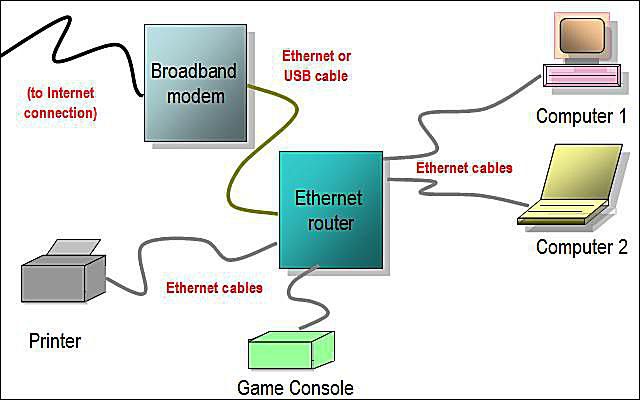 Broadband
modem
Ethernet or
USB cable
(to Internet
connection)
Computer 1
Ethernet cables
Ethernet
router
Computer 2
Ethernet cables
Printer
Game Console